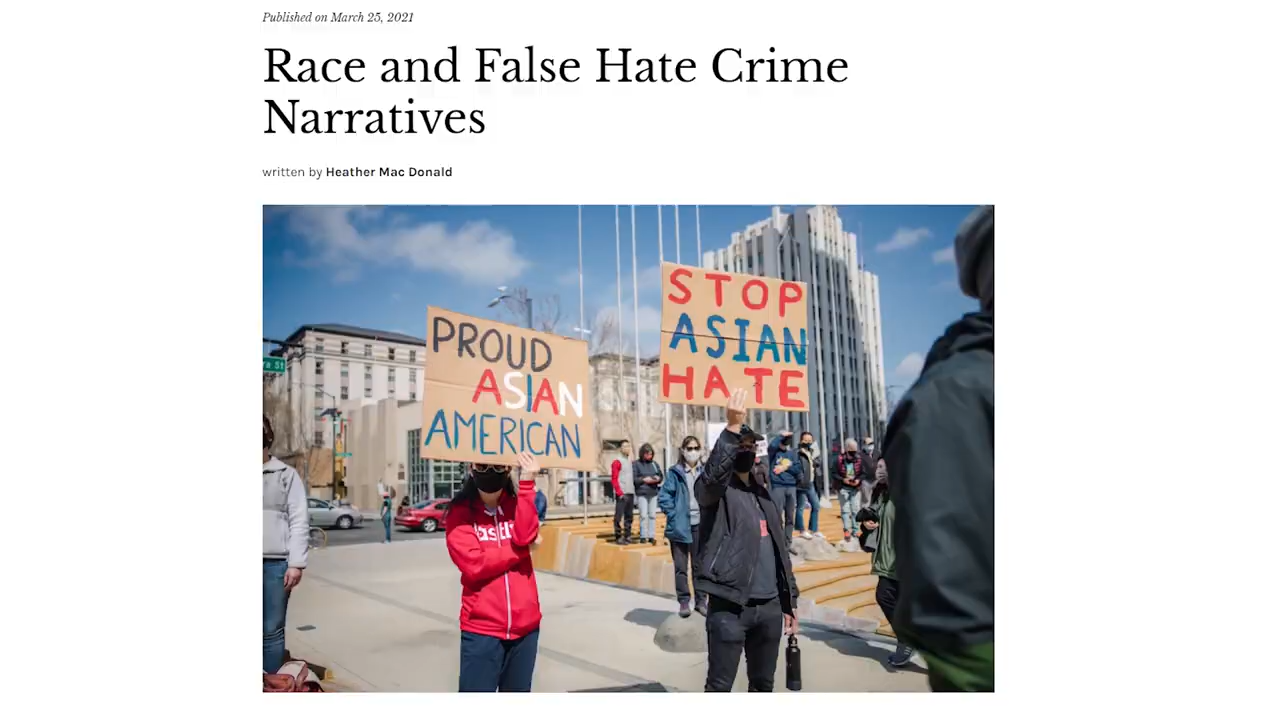 Published on March 25, 2021
Race and False Hate Crime
Narratives
written by Heather Mac Donald
PROUD
ASIAN
AMERICAN
STOP
ASIAN
HATE